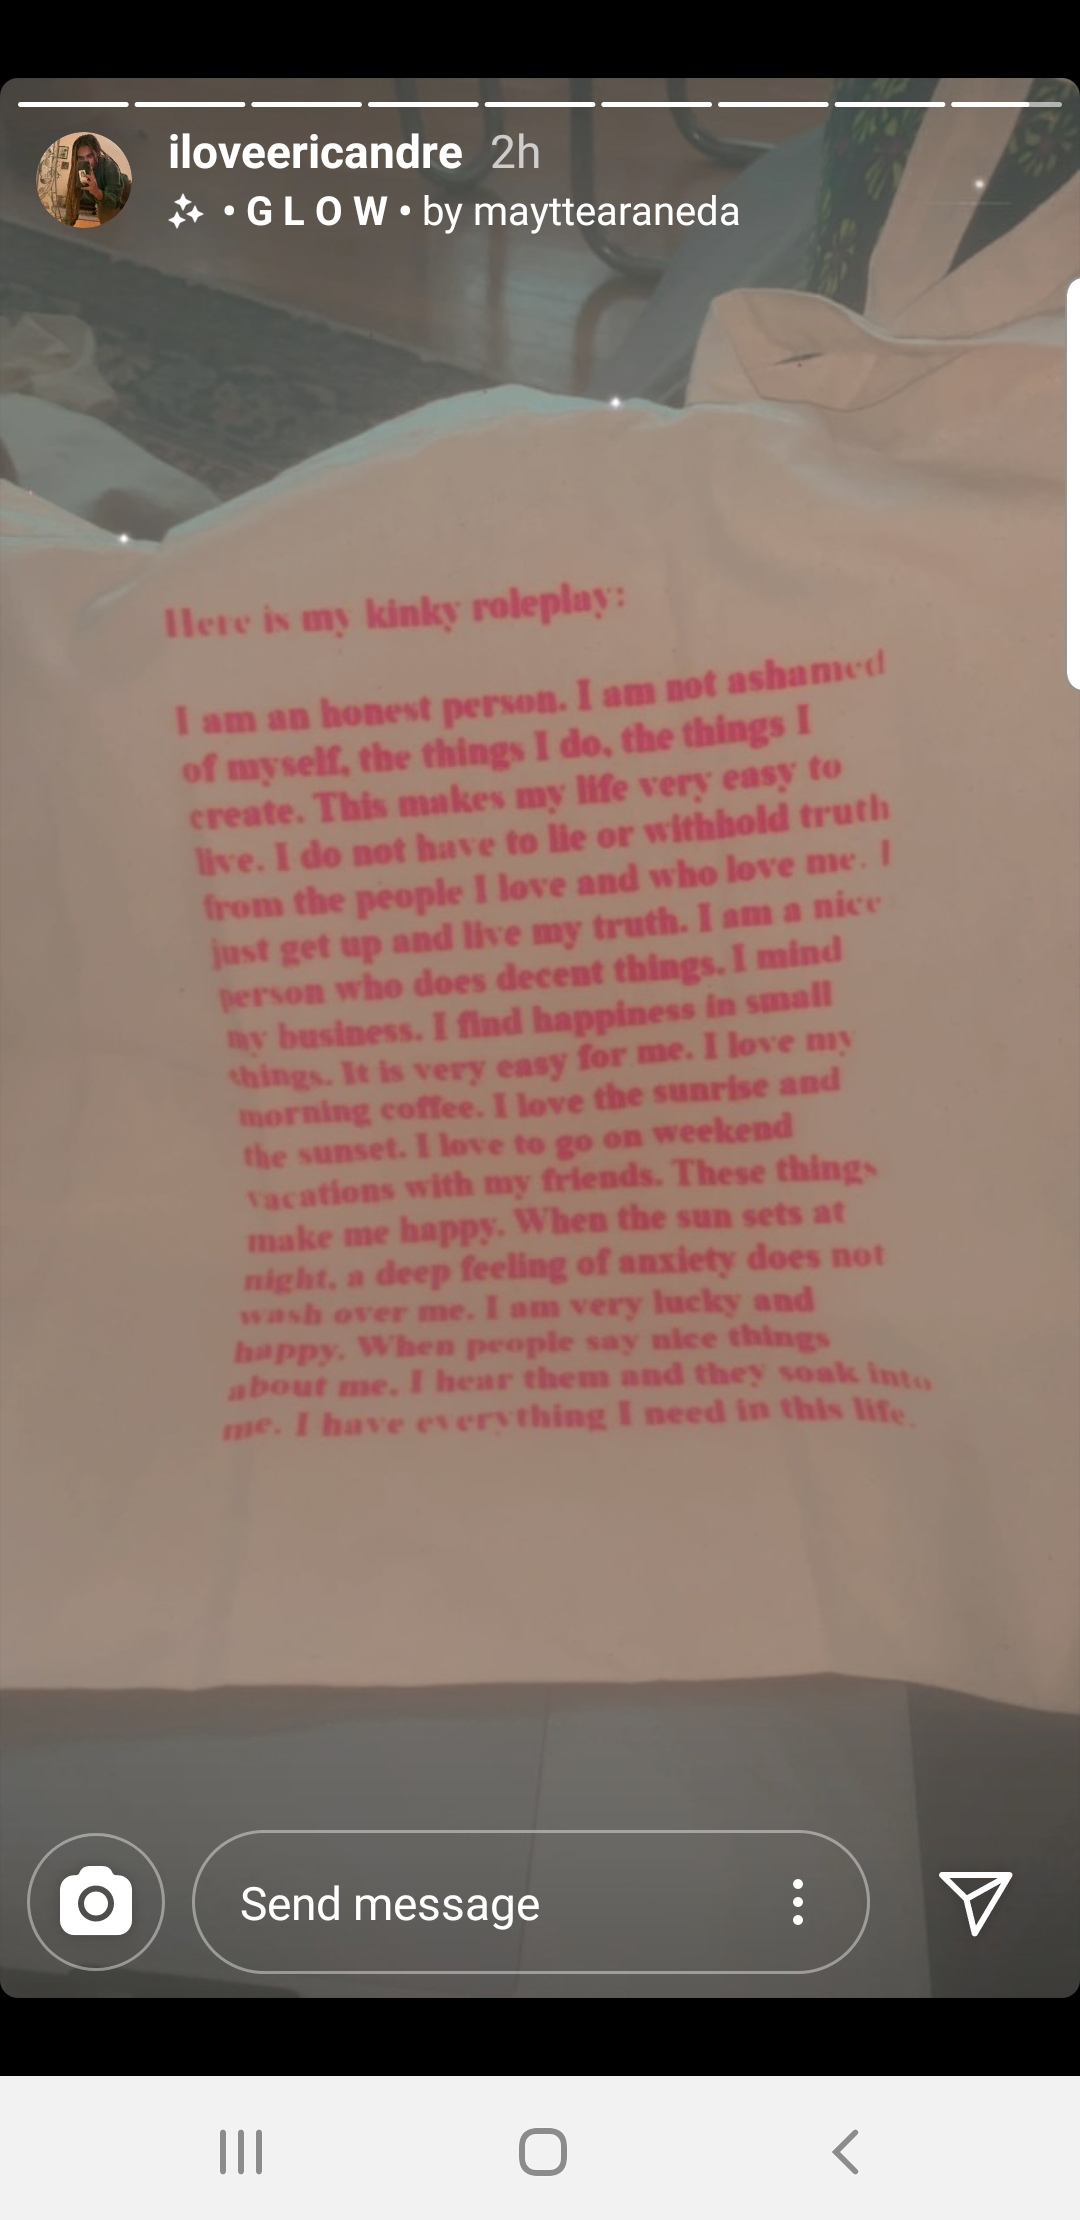 iloveericandre 2h
• G L O W • by mayttearaneda
Here is my kinky roleplay:
I am an honest person. I am not ashamed
of myself, the things I do, the things I
create. This makes my life very easy to
live. I do not have to lie or withhold truth
from the people I love and who love me. I
just get up and live my truth. I am a nice
person who does decent things. I mind
my business. I find happiness in small
things. It is very easy for me. I love my
morning coffee. I love the sunrise and
the sunset. I love to go on weekend
vacations with my friends. These things
make me happy. When the sun sets at
night, a deep feeling of anxiety does not
wash over me. I am very lucky and
happy. When people say nice things
about me, I hear them and they soak into
me. I have everything I need in this life.
Send message